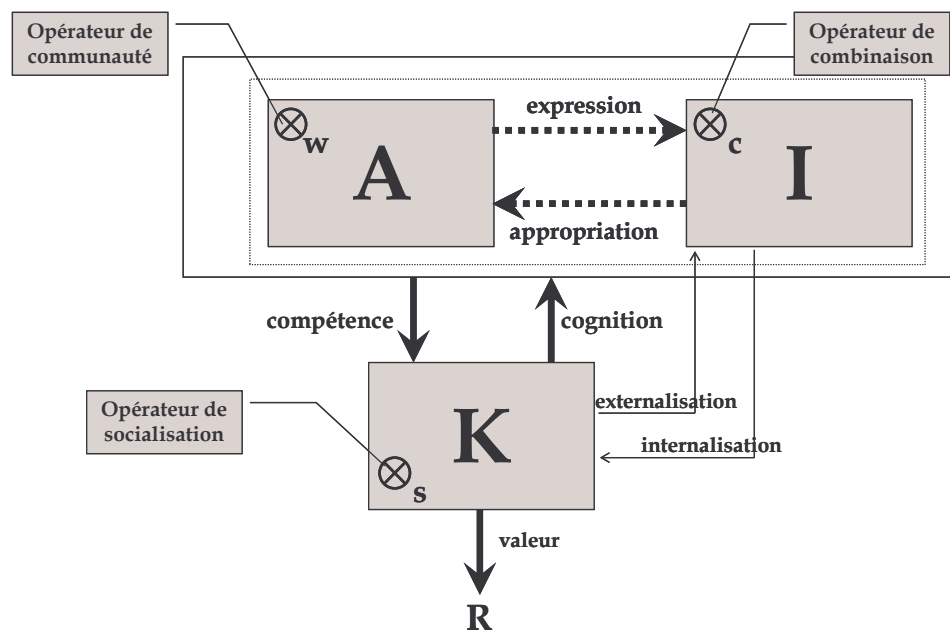 Opérateur de
communauté
Opérateur de
combinaison
expression
w
c
A
I
appropriation
compétence
cognition
externalisation
Opérateur de
socialisation
K
internalisation
s
valeur
R